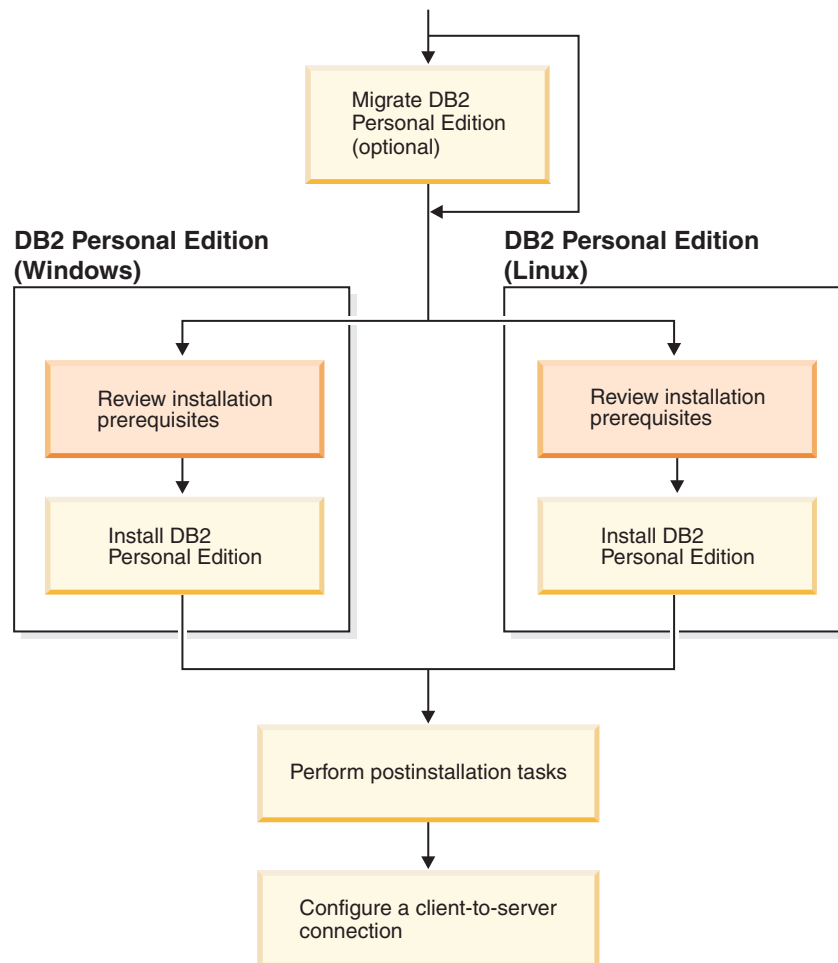 Migrate DB2
Personal Edition
(optional)
DB2 Personal Edition
(Windows)
DB2 Personal Edition
(Linux)
Review installation
prerequisites
Review installation
prerequisites
Install DB2
Personal Edition
Install DB2
Personal Edition
Perform postinstallation tasks
Configure a client-to-server
connection